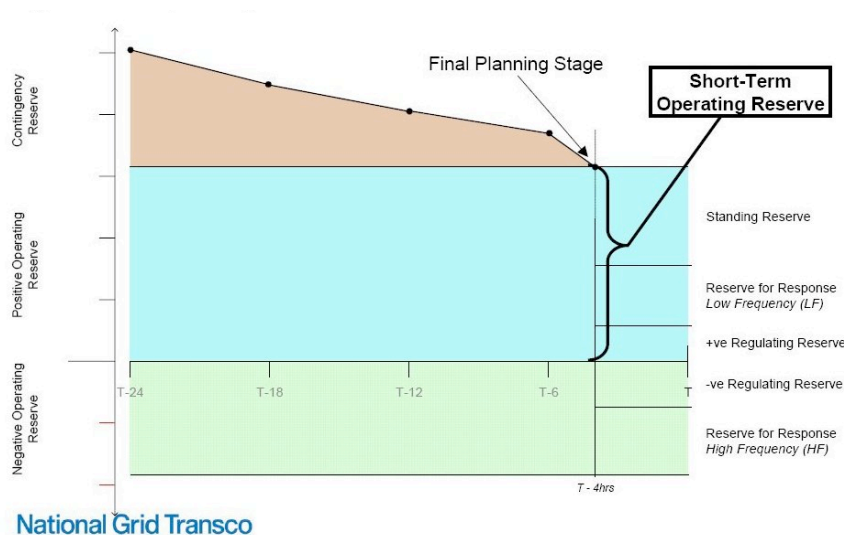 Final Planning Stage
Short-Term
Operating Reserve
Contingency
Reserve
Positive Operating
Reserve
Negative Operating
Reserve
Standing Reserve
Reserve for Response
Low Frequency (LF)
+ve Regulating Reserve
-ve Regulating Reserve
Reserve for Response
High Frequency (HF)
T-24
T-18
T-12
T-6
T
T - 4hrs
National Grid Transco